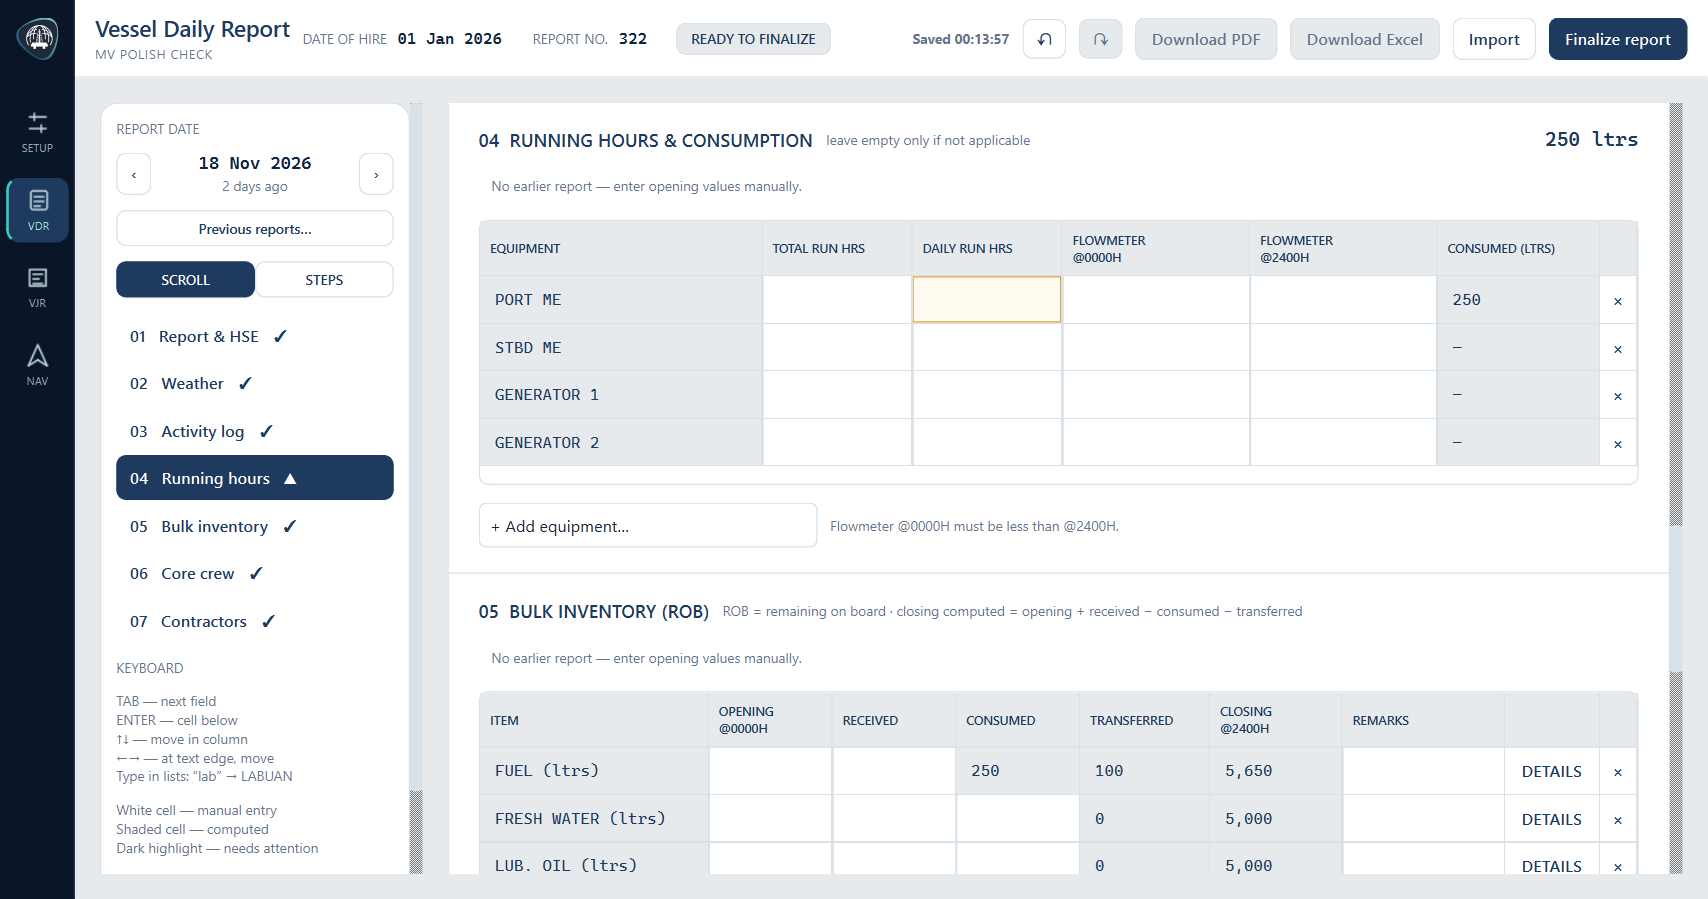 Vessel Daily Report
MV POLISH CHECK
DATE OF HIRE 01 Jan 2026
REPORT NO. 322
READY TO FINALIZE
Saved 00:13:57
Download PDF
Download Excel
Import
Finalize report
SETUP
VDR
VJR
NAV
REPORT DATE
‹
18 Nov 2026
2 days ago
›
Previous reports...
SCROLL
STEPS
01 Report & HSE ✓
02 Weather ✓
03 Activity log ✓
04 Running hours ▲
05 Bulk inventory ✓
06 Core crew ✓
07 Contractors ✓
KEYBOARD
TAB — next field
ENTER — cell below
↑↓ — move in column
←→ — at text edge, move
Type in lists: “lab” → LABUAN
White cell — manual entry
Shaded cell — computed
Dark highlight — needs attention
04 RUNNING HOURS & CONSUMPTION leave empty only if not applicable 250 ltrs
No earlier report — enter opening values manually.
EQUIPMENT TOTAL RUN HRS DAILY RUN HRS FLOWMETER @0000H FLOWMETER @2400H CONSUMED (LTRS)
PORT ME 250 ×
STBD ME – ×
GENERATOR 1 – ×
GENERATOR 2 – ×
+ Add equipment... Flowmeter @0000H must be less than @2400H.
05 BULK INVENTORY (ROB) ROB = remaining on board · closing computed = opening + received − consumed − transferred
No earlier report — enter opening values manually.
ITEM OPENING @0000H RECEIVED CONSUMED TRANSFERRED CLOSING @2400H REMARKS
FUEL (ltrs) 250 100 5,650 DETAILS ×
FRESH WATER (ltrs) 0 5,000 DETAILS ×
LUB. OIL (ltrs) 0 5,000 DETAILS ×